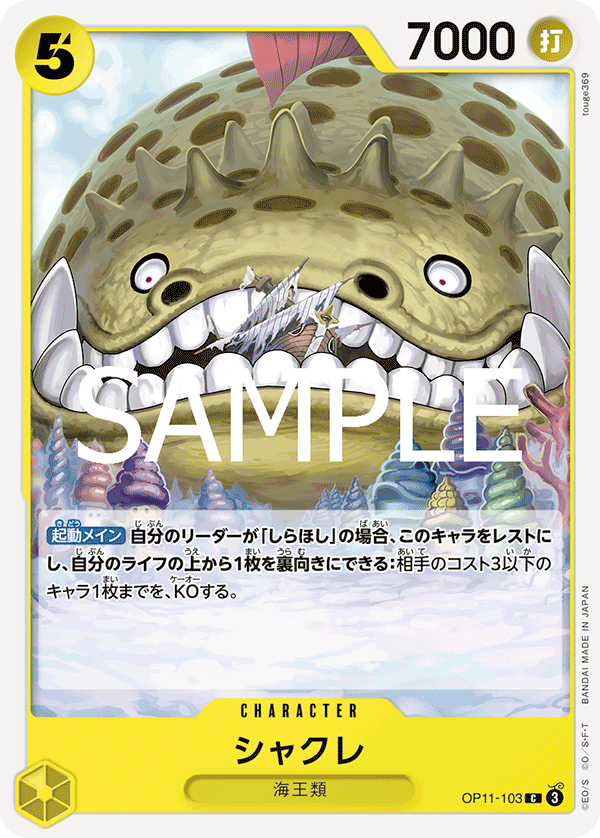 5
7000
打
touge369
SAMPLE
起動メイン 自分のリーダーが「しらほし」の場合、このキャラをレストに
し、自分のライフの上から1枚を裏向きにできる：相手のコスト3以下の
キャラ1枚までを、KOする。
CHARACTER
シャクレ
海王類
OP11-103 C 3
©EO/S ©O/S・F・T BANDAI MADE IN JAPAN